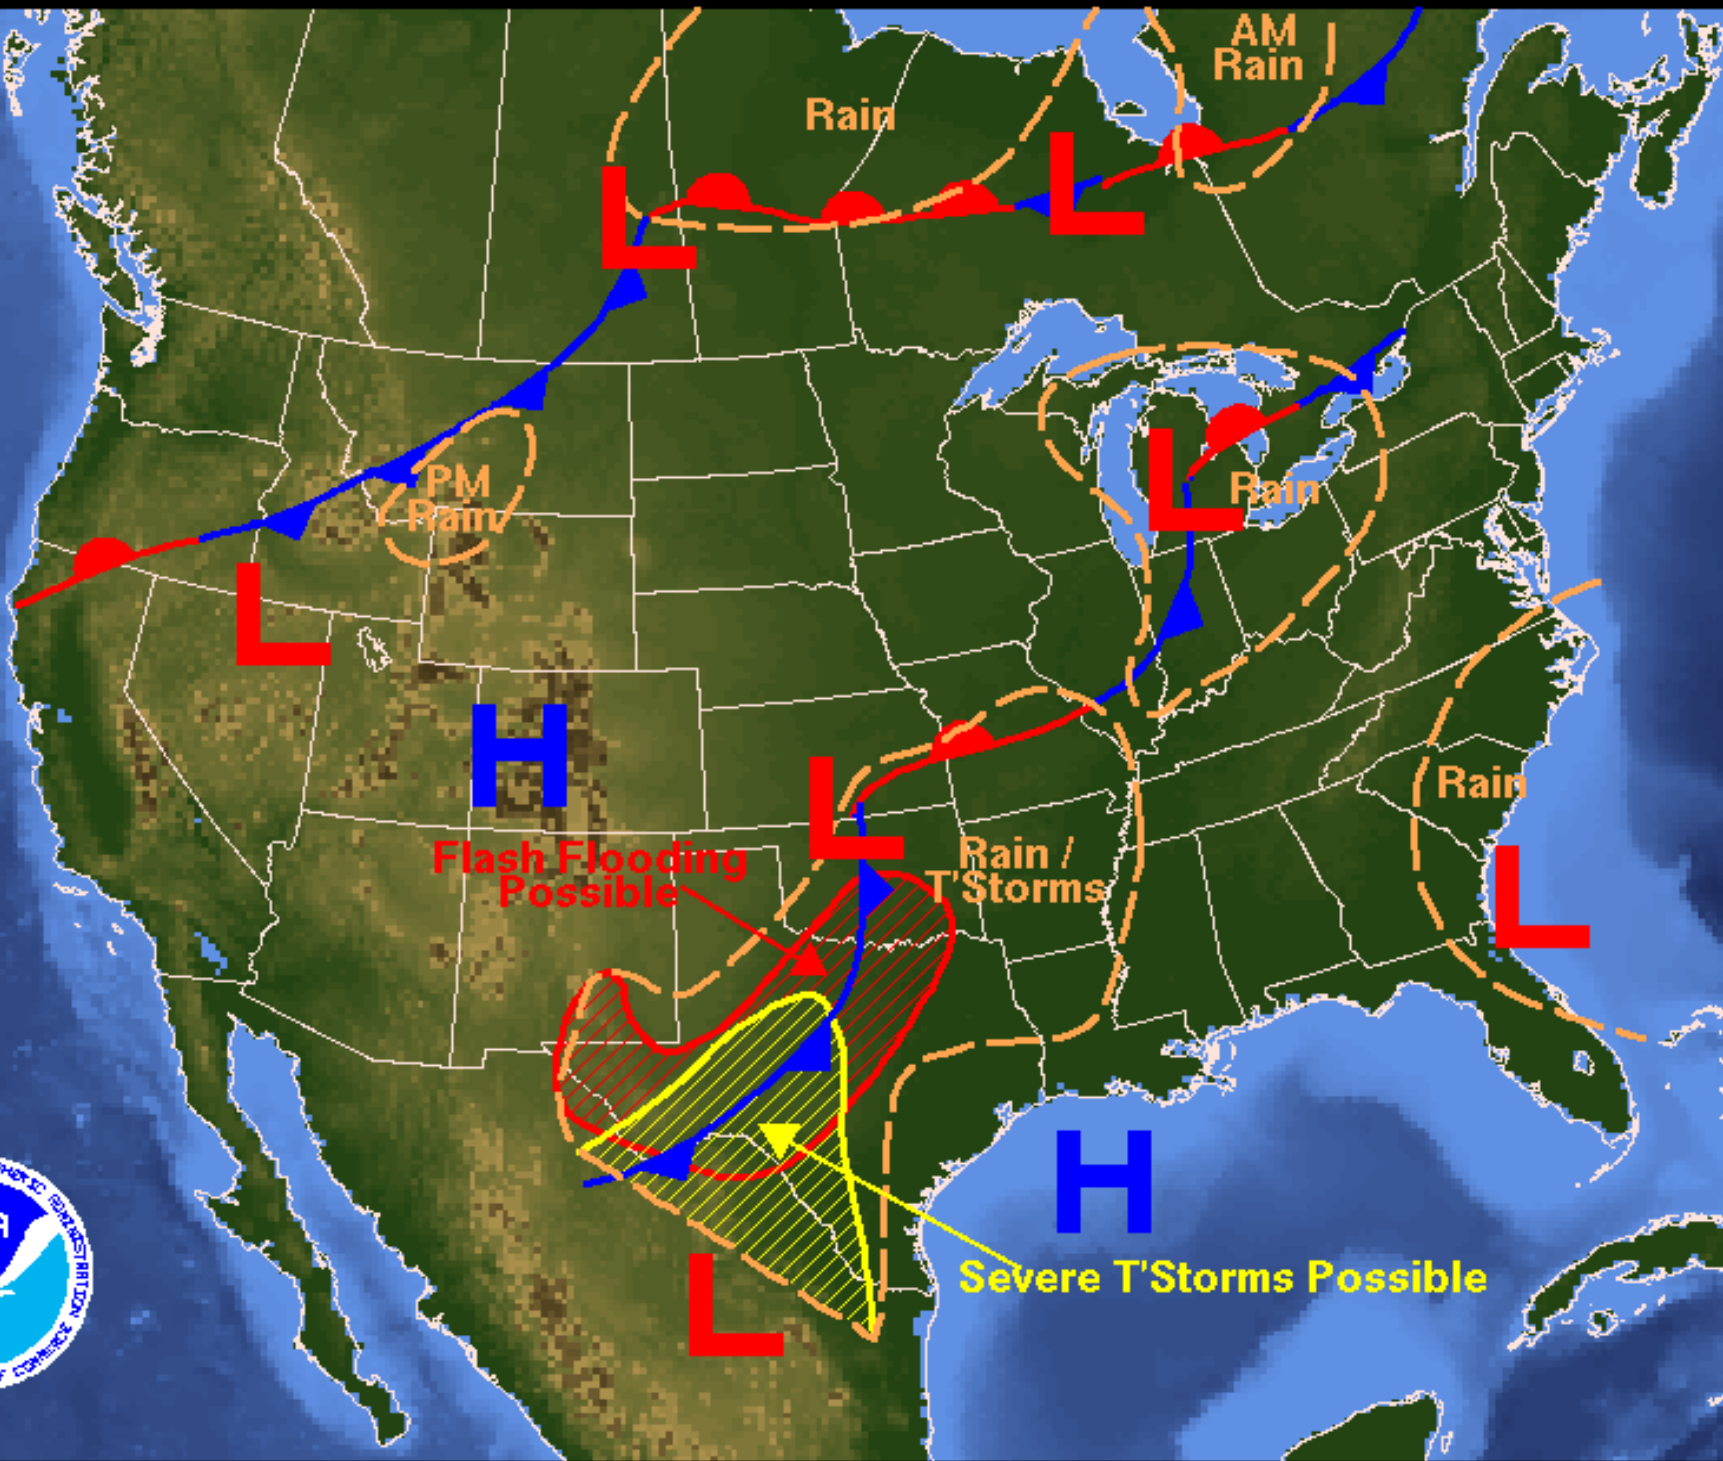 AM
Rain
Rain
L
L
PM
Rain
L
Rain
L
H
Rain
L
Flash Flooding
Possible
Rain /
T'Storms
L
H
Severe T'Storms Possible
L